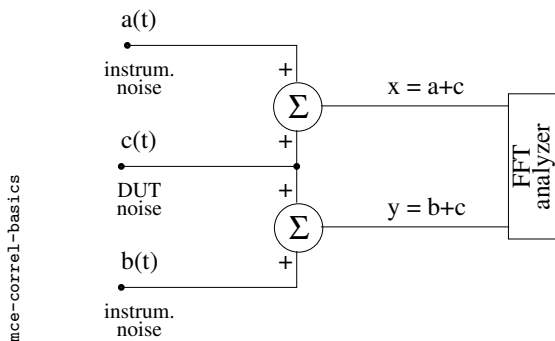 a(t)
instrum.
noise
+
Σ
+
x = a+c
c(t)
DUT
noise
+
Σ
+
y = b+c
b(t)
instrum.
noise
FFT
analyzer
mce-correl-basics